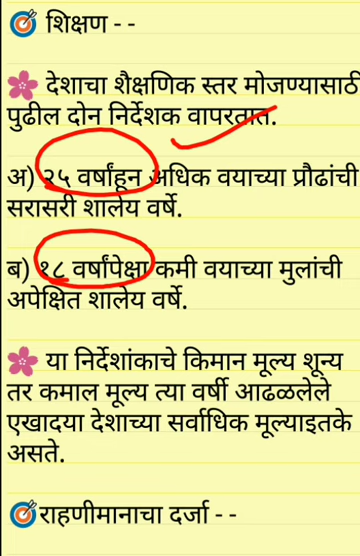 शिक्षण - -
देशाचा शैक्षणिक स्तर मोजण्यासाठी
पुढील दोन निर्देशक वापरतात.
अ) २५ वर्षांहून अधिक वयाच्या प्रौढांची
सरासरी शालेय वर्षे.
ब) १८ वर्षांपेक्षा कमी वयाच्या मुलांची
अपेक्षित शालेय वर्षे.
या निर्देशांकाचे किमान मूल्य शून्य
तर कमाल मूल्य त्या वर्षी आढळलेले
एखादया देशाच्या सर्वाधिक मूल्याइतके
असते.
राहणीमानाचा दर्जा - -